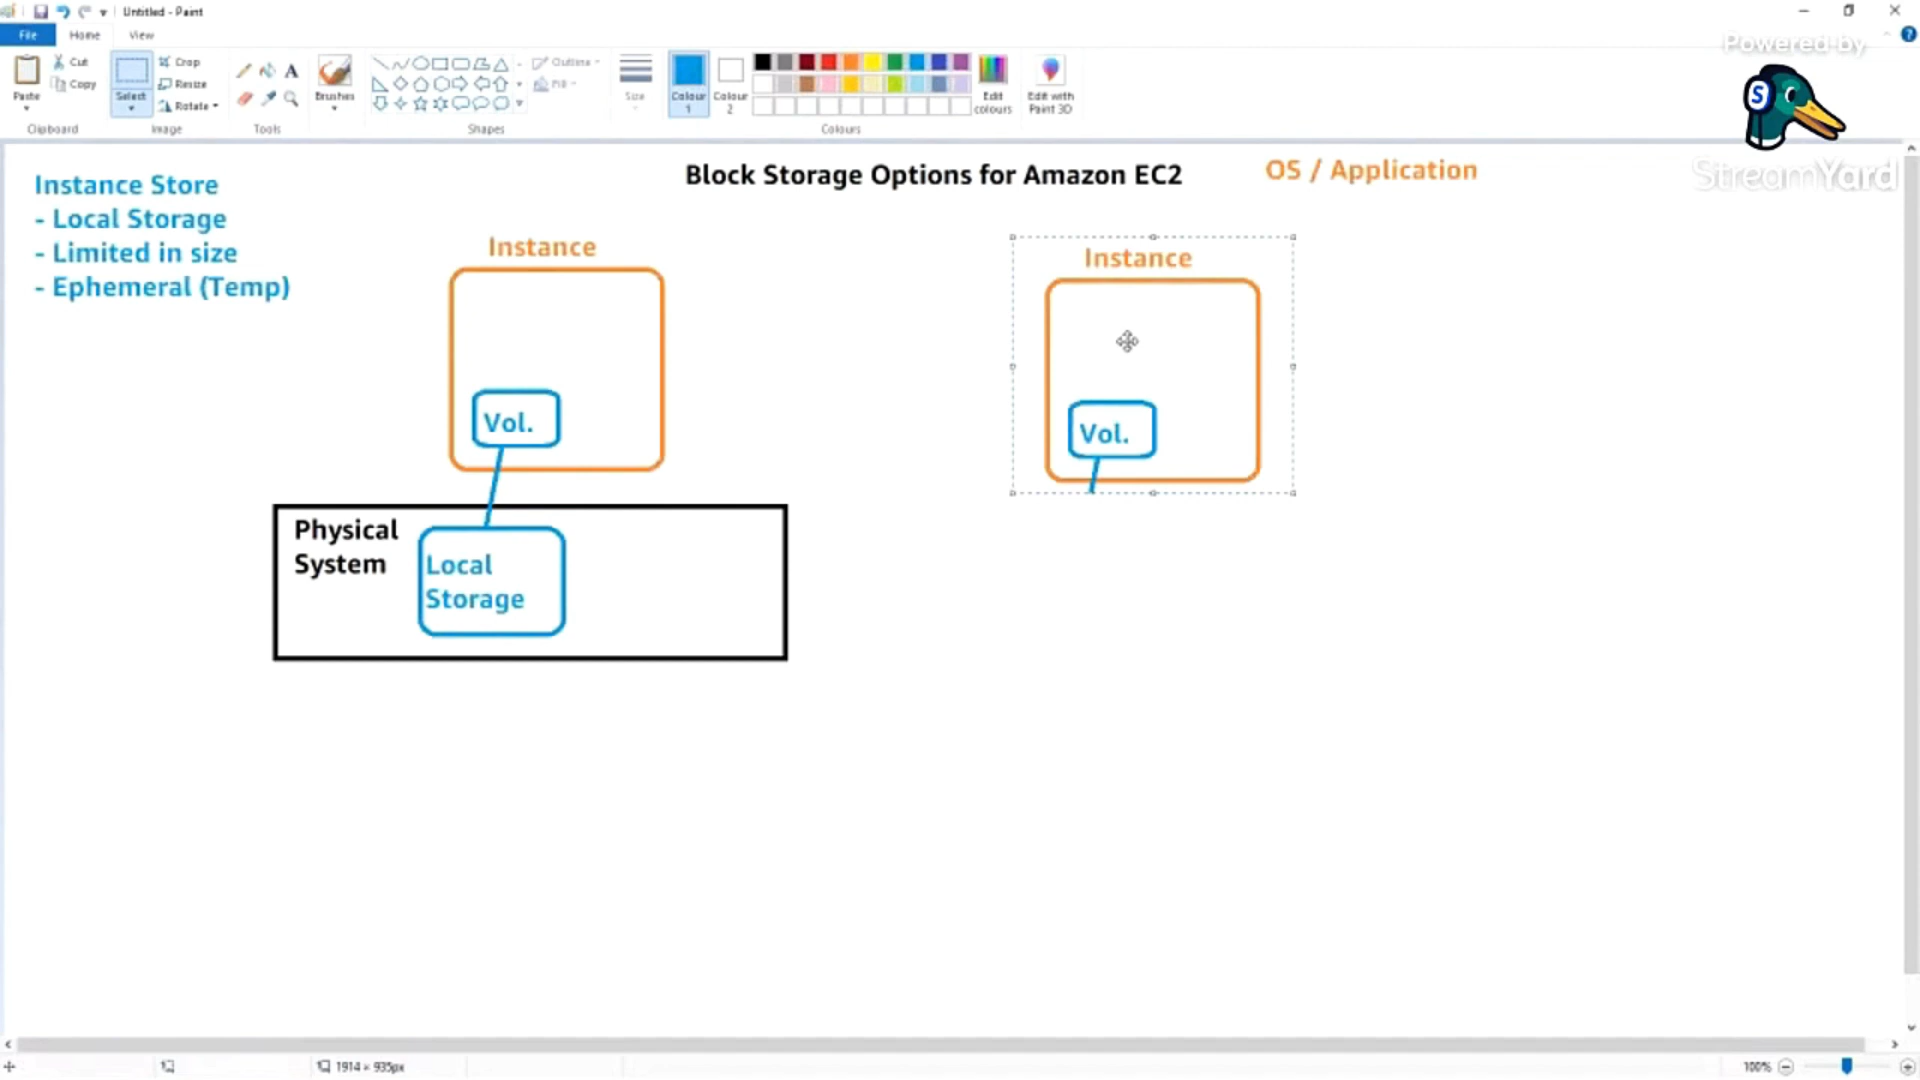 Untitled - Paint
File
Home
View
Powered by
Cut
Copy
Paste
Clipboard
Select
Crop
Resize
Rotate
Image
Tools
Brushes
Shapes
Outline
Fill
Size
Colour
1
Colour
2
Colours
Edit
colours
Edit with
Paint 3D
S
StreamYard
Block Storage Options for Amazon EC2
OS / Application
Instance Store
- Local Storage
- Limited in size
- Ephemeral (Temp)
Instance
Vol.
Physical
System
Local
Storage
Instance
Vol.
1914 × 935px
100%